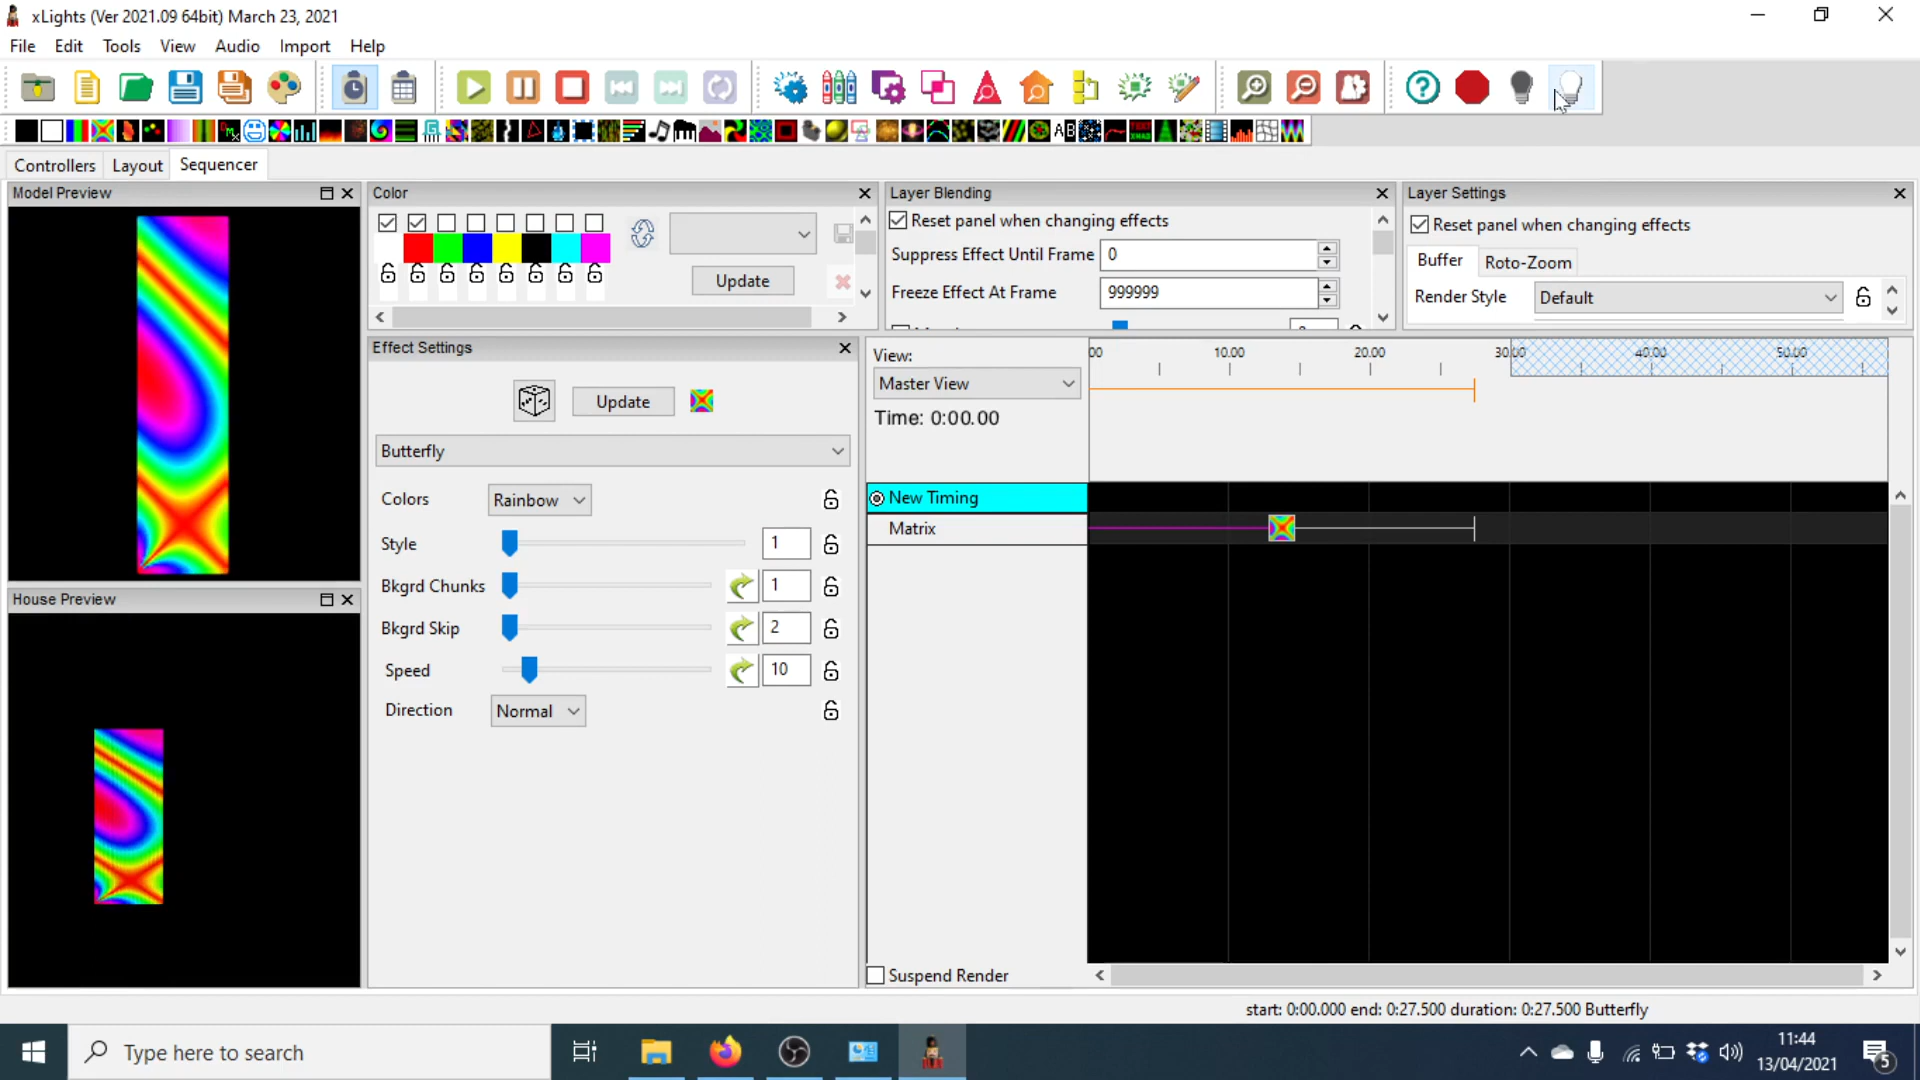 xLights (Ver 2021.09 64bit) March 23, 2021
File Edit Tools View Audio Import Help
Controllers Layout Sequencer
Model Preview
House Preview
Color
Update
Layer Blending
Reset panel when changing effects
Suppress Effect Until Frame 0
Freeze Effect At Frame 999999
Layer Settings
Reset panel when changing effects
Buffer Roto-Zoom
Render Style Default
Effect Settings
Update
Butterfly
Colors Rainbow
Style 1
Bkgrd Chunks 1
Bkgrd Skip 2
Speed 10
Direction Normal
View:
Master View
Time: 0:00.00
00 10.00 20.00 30.00 40.00 50.00
New Timing
Matrix
Suspend Render
start: 0:00.000 end: 0:27.500 duration: 0:27.500 Butterfly
Type here to search
11:44
13/04/2021
5